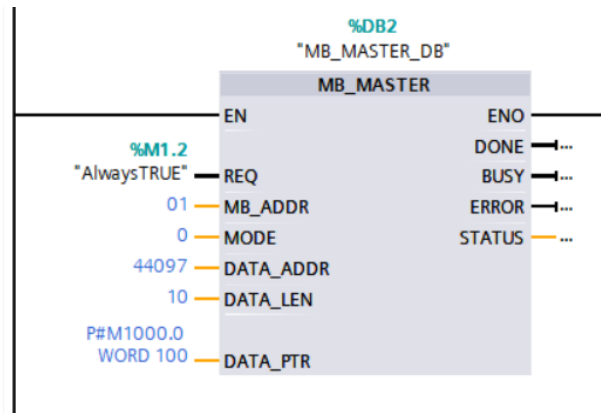 %DB2
"MB_MASTER_DB"
MB_MASTER
EN ENO
DONE ...
%M1.2
"AlwaysTRUE" REQ BUSY ...
01 MB_ADDR ERROR ...
0 MODE STATUS ...
44097 DATA_ADDR
10 DATA_LEN
P#M1000.0
WORD 100 DATA_PTR